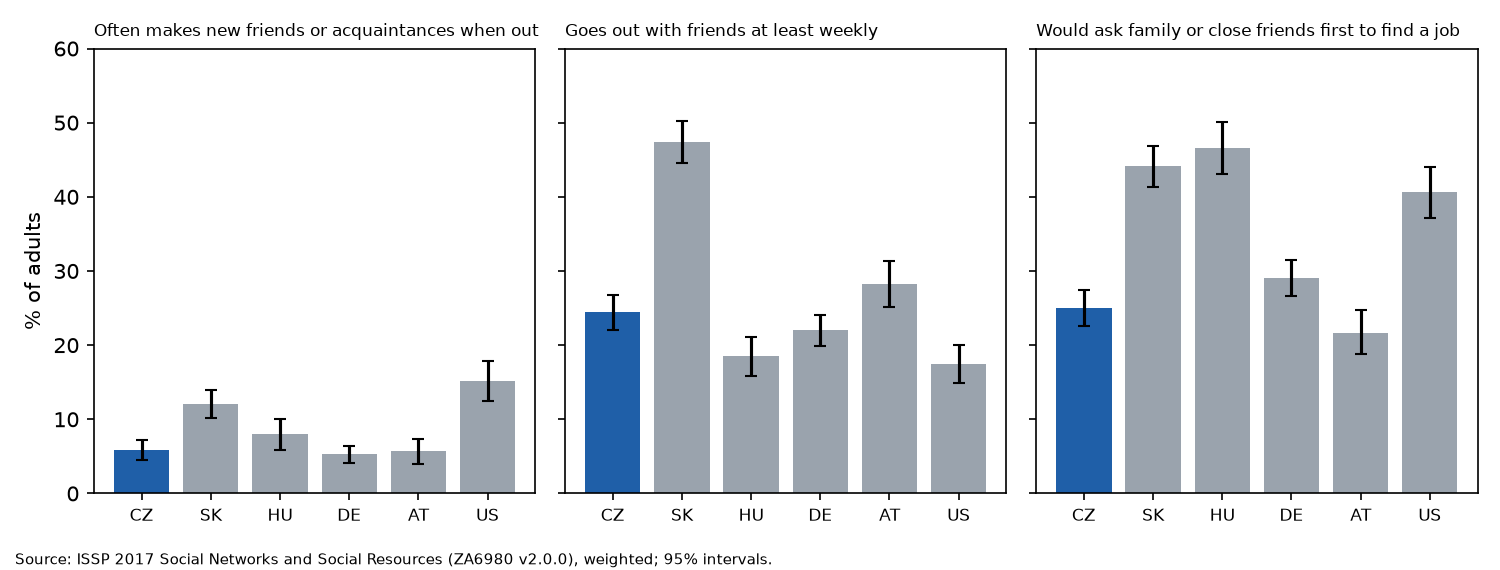 Often makes new friends or acquaintances when out
Goes out with friends at least weekly
Would ask family or close friends first to find a job
% of adults
60
50
40
30
20
10
0
CZ SK HU DE AT US
CZ SK HU DE AT US
CZ SK HU DE AT US
Source: ISSP 2017 Social Networks and Social Resources (ZA6980 v2.0.0), weighted; 95% intervals.